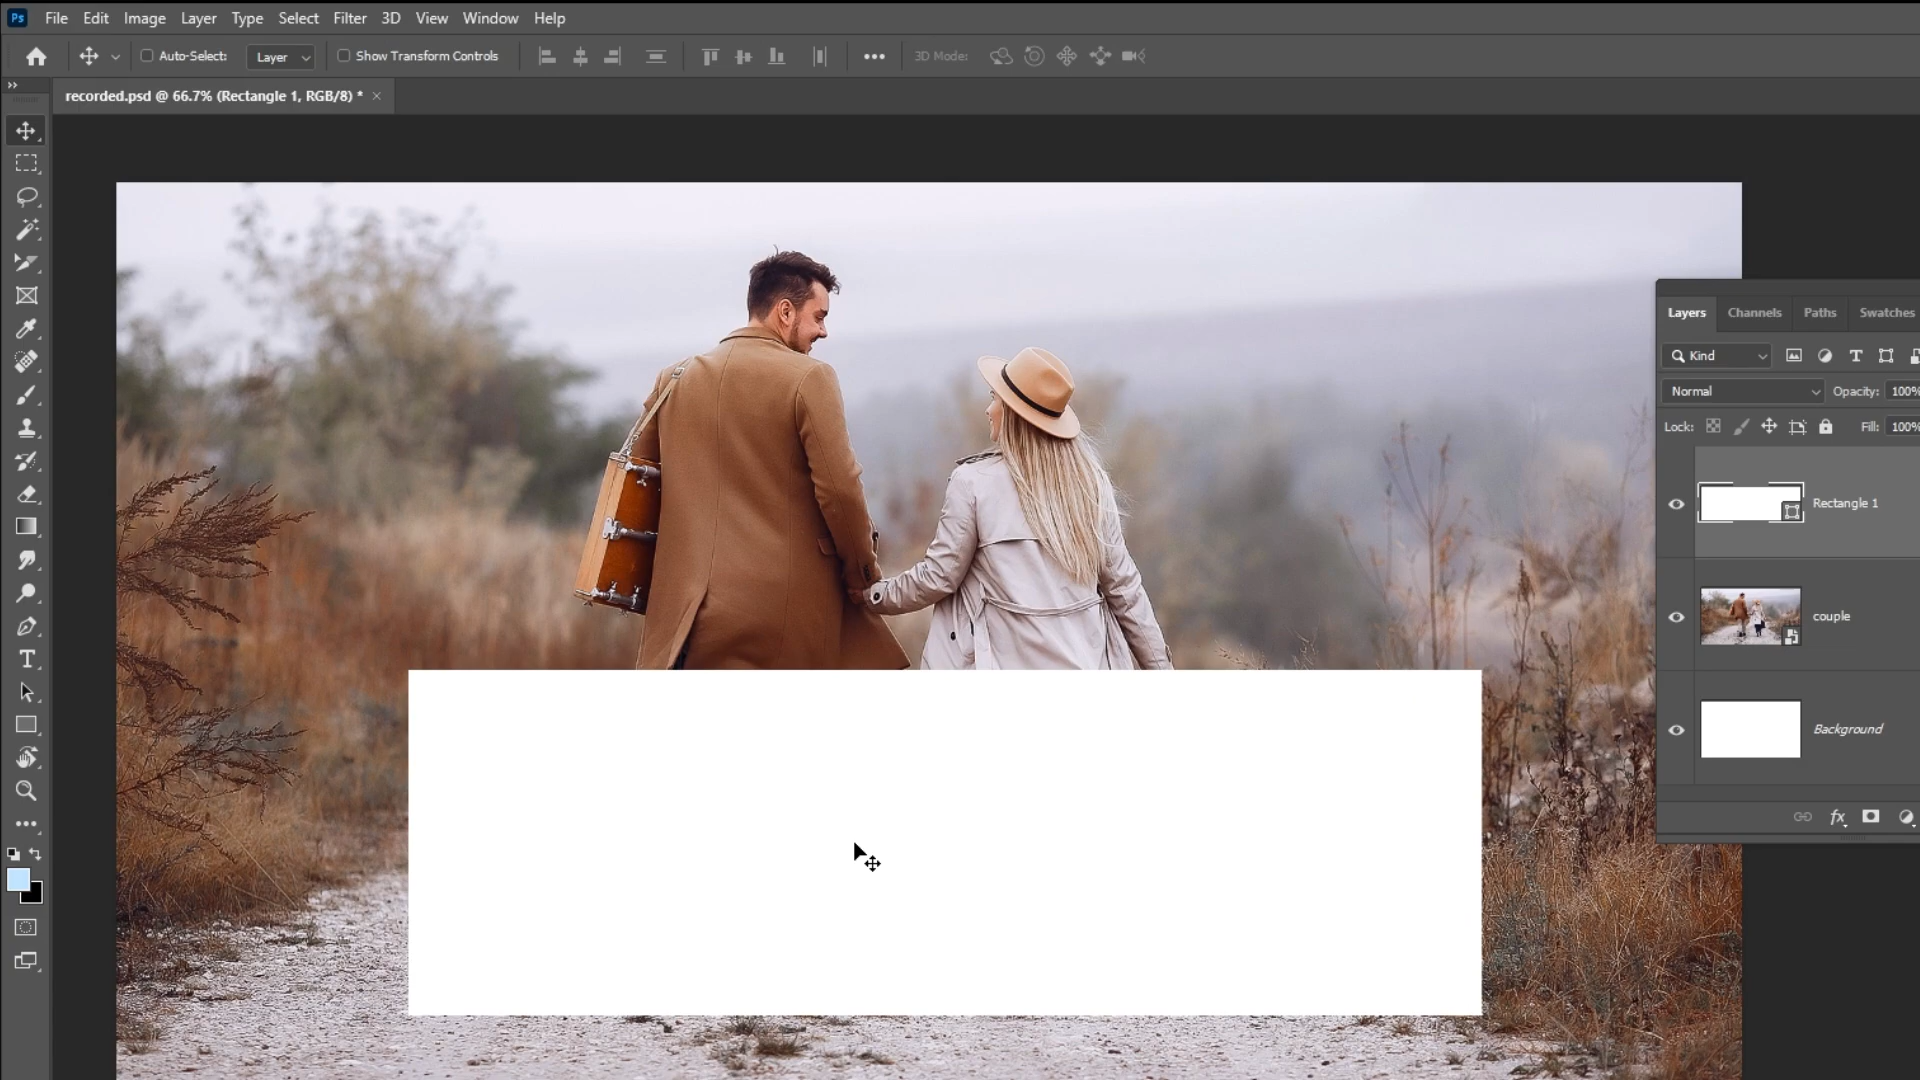 Ps File Edit Image Layer Type Select Filter 3D View Window Help
Auto-Select: Layer Show Transform Controls 3D Mode:
recorded.psd @ 66.7% (Rectangle 1, RGB/8) *
Layers Channels Paths Swatches
Kind
Normal Opacity: 100%
Lock: Fill: 100%
Rectangle 1
couple
Background
fx